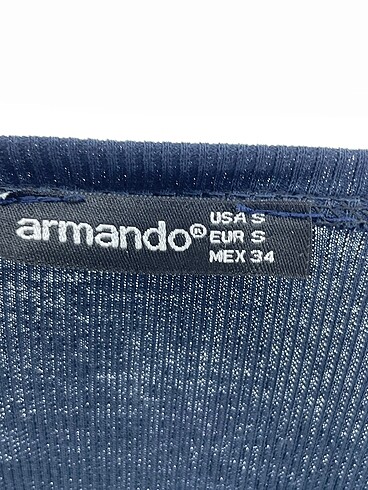 armando®
USA S
EUR S
MEX 34